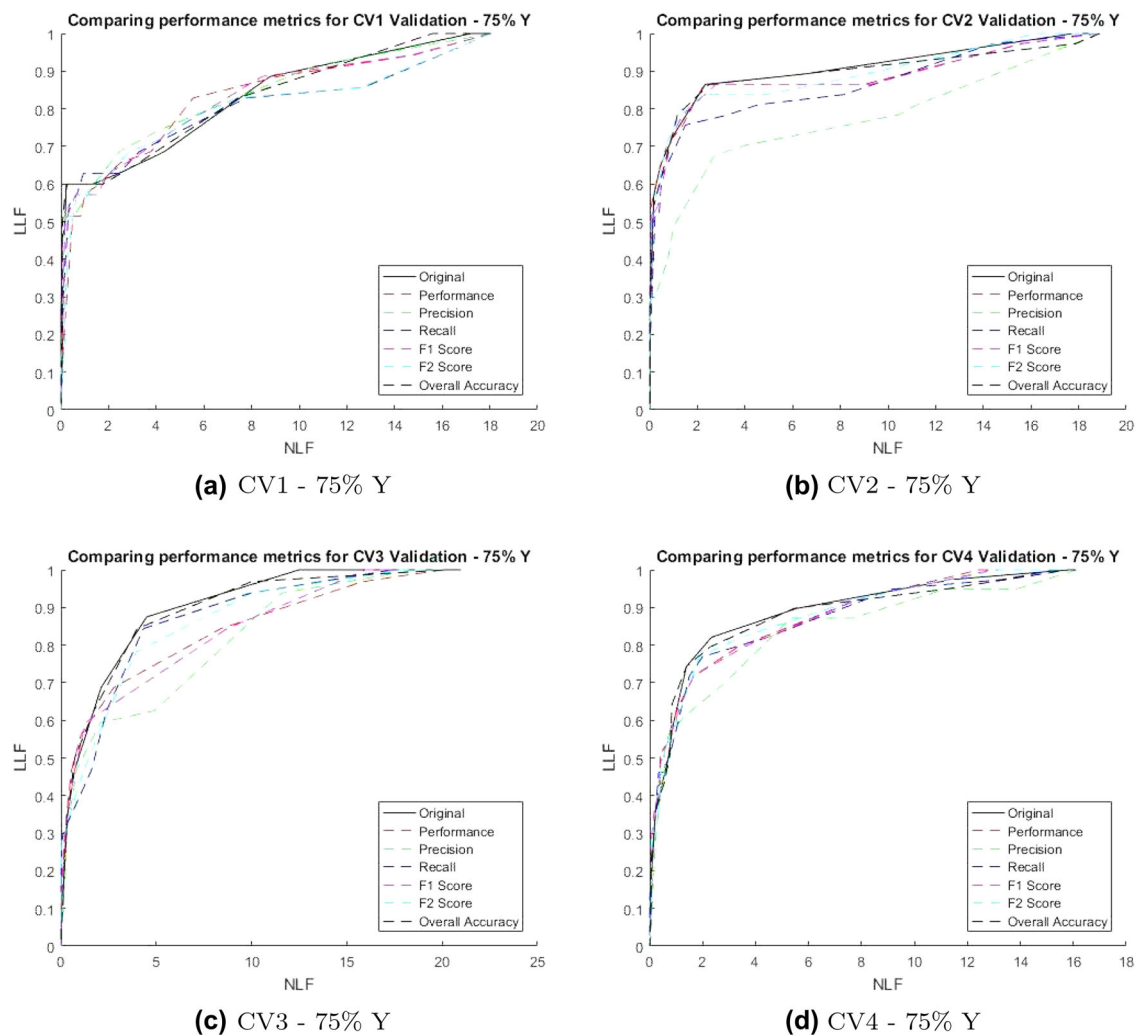 Comparing performance metrics for CV1 Validation - 75% Y
1
0.9
0.8
0.7
0.6
0.5
0.4
0.3
0.2
0.1
0
LLF
0 2 4 6 8 10 12 14 16 18 20
NLF
Original
Performance
Precision
Recall
F1 Score
F2 Score
Overall Accuracy
(a) CV1 - 75% Y
Comparing performance metrics for CV2 Validation - 75% Y
1
0.9
0.8
0.7
0.6
0.5
0.4
0.3
0.2
0.1
0
LLF
0 2 4 6 8 10 12 14 16 18 20
NLF
Original
Performance
Precision
Recall
F1 Score
F2 Score
Overall Accuracy
(b) CV2 - 75% Y
Comparing performance metrics for CV3 Validation - 75% Y
1
0.9
0.8
0.7
0.6
0.5
0.4
0.3
0.2
0.1
0
LLF
0 5 10 15 20 25
NLF
Original
Performance
Precision
Recall
F1 Score
F2 Score
Overall Accuracy
(c) CV3 - 75% Y
Comparing performance metrics for CV4 Validation - 75% Y
1
0.9
0.8
0.7
0.6
0.5
0.4
0.3
0.2
0.1
0
LLF
0 2 4 6 8 10 12 14 16 18
NLF
Original
Performance
Precision
Recall
F1 Score
F2 Score
Overall Accuracy
(d) CV4 - 75% Y